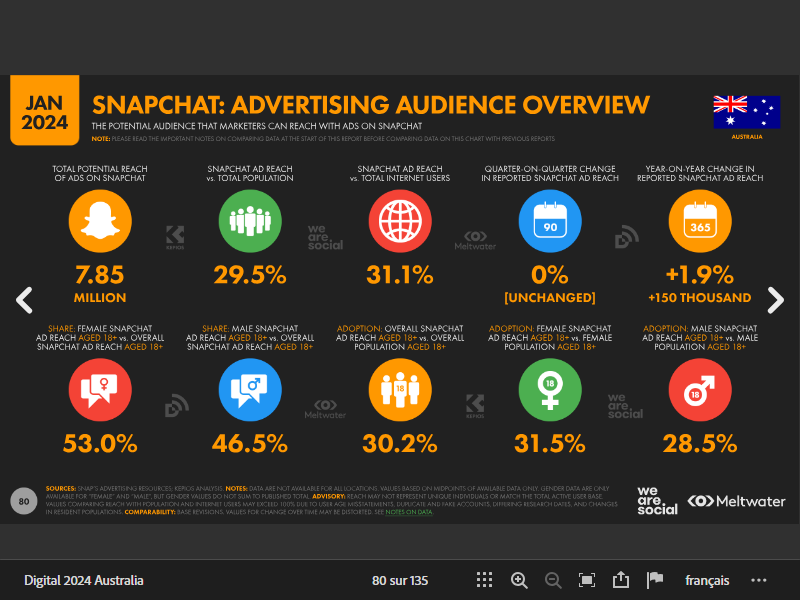 JAN
2024
SNAPCHAT: ADVERTISING AUDIENCE OVERVIEW
THE POTENTIAL AUDIENCE THAT MARKETERS CAN REACH WITH ADS ON SNAPCHAT
NOTE: PLEASE READ THE IMPORTANT NOTES ON COMPARING DATA AT THE START OF THIS REPORT BEFORE COMPARING DATA ON THIS CHART WITH PREVIOUS REPORTS
AUSTRALIA
TOTAL POTENTIAL REACH
OF ADS ON SNAPCHAT
7.85
MILLION
SNAPCHAT AD REACH
vs. TOTAL POPULATION
29.5%
SNAPCHAT AD REACH
vs. TOTAL INTERNET USERS
31.1%
QUARTER-ON-QUARTER CHANGE
IN REPORTED SNAPCHAT AD REACH
90
0%
[UNCHANGED]
YEAR-ON-YEAR CHANGE IN
REPORTED SNAPCHAT AD REACH
365
+1.9%
+150 THOUSAND
KEPIOS
we
are.
social
Meltwater
SHARE: FEMALE SNAPCHAT
AD REACH AGED 18+ vs. OVERALL
SNAPCHAT AD REACH AGED 18+
53.0%
SHARE: MALE SNAPCHAT
AD REACH AGED 18+ vs. OVERALL
SNAPCHAT AD REACH AGED 18+
46.5%
ADOPTION: OVERALL SNAPCHAT
AD REACH AGED 18+ vs. OVERALL
POPULATION AGED 18+
18
30.2%
ADOPTION: FEMALE SNAPCHAT
AD REACH AGED 18+ vs. FEMALE
POPULATION AGED 18+
18
31.5%
ADOPTION: MALE SNAPCHAT
AD REACH AGED 18+ vs. MALE
POPULATION AGED 18+
18
28.5%
Meltwater
KEPIOS
we
are.
social
80
SOURCES: SNAP'S ADVERTISING RESOURCES; KEPIOS ANALYSIS. NOTES: DATA ARE NOT AVAILABLE FOR ALL LOCATIONS. VALUES BASED ON MIDPOINTS OF AVAILABLE DATA ONLY. GENDER DATA ARE ONLY
AVAILABLE FOR "FEMALE" AND "MALE", BUT GENDER VALUES DO NOT SUM TO PUBLISHED TOTAL. ADVISORY: REACH MAY NOT REPRESENT UNIQUE INDIVIDUALS OR MATCH THE TOTAL ACTIVE USER BASE.
VALUES COMPARING REACH WITH POPULATION AND INTERNET USERS MAY EXCEED 100% DUE TO USER AGE MISSTATEMENTS, DUPLICATE AND FAKE ACCOUNTS, DIFFERING RESEARCH DATES, AND CHANGES
IN RESIDENT POPULATIONS. COMPARABILITY: BASE REVISIONS. VALUES FOR CHANGE OVER TIME MAY BE DISTORTED. SEE NOTES ON DATA.
we
are.
social
Meltwater
Digital 2024 Australia
80 sur 135
français